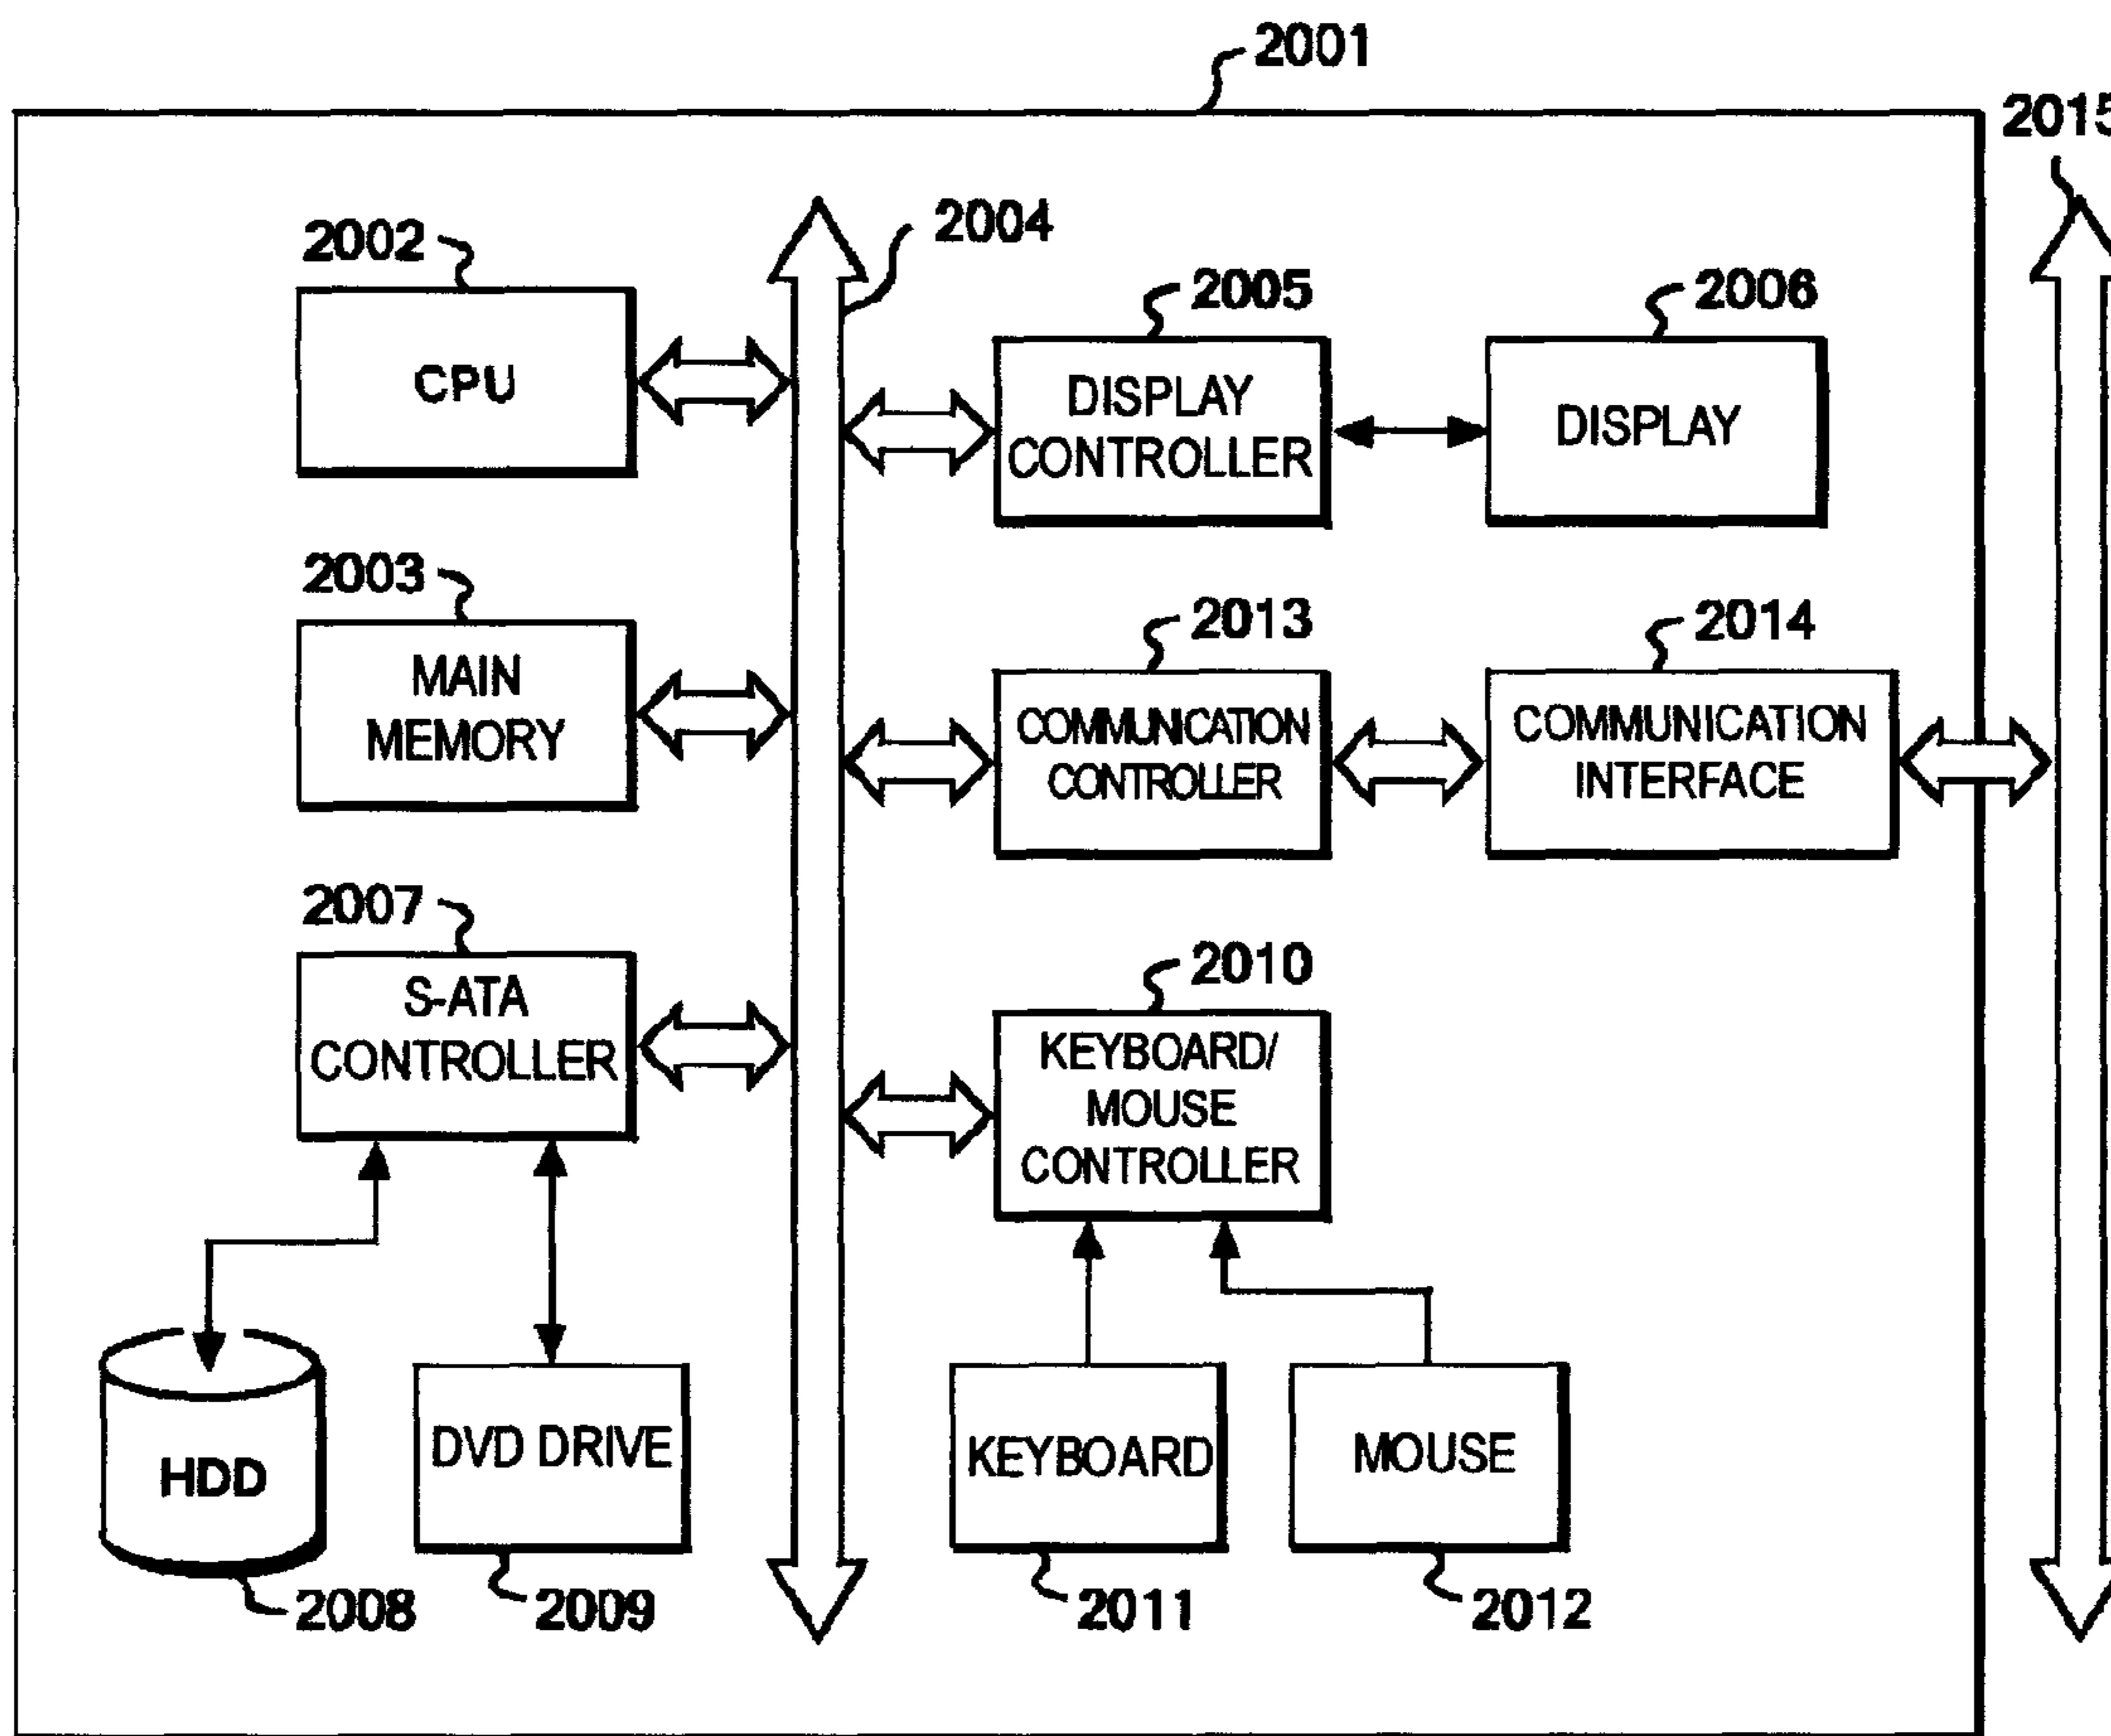 2001
2015
2002
2004
CPU
2005
DISPLAY
CONTROLLER
2006
DISPLAY
2003
MAIN
MEMORY
2013
COMMUNICATION
CONTROLLER
2014
COMMUNICATION
INTERFACE
2007
S-ATA
CONTROLLER
2010
KEYBOARD/
MOUSE
CONTROLLER
HDD
DVD DRIVE
KEYBOARD
MOUSE
2008
2009
2011
2012